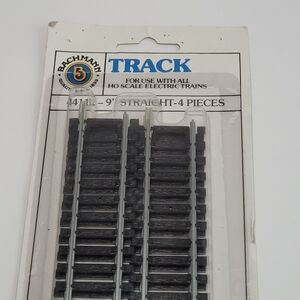 BACHMANN
TRACK
FOR USE WITH ALL
HO SCALE ELECTRIC TRAINS
9" STRAIGHT-4 PIECES